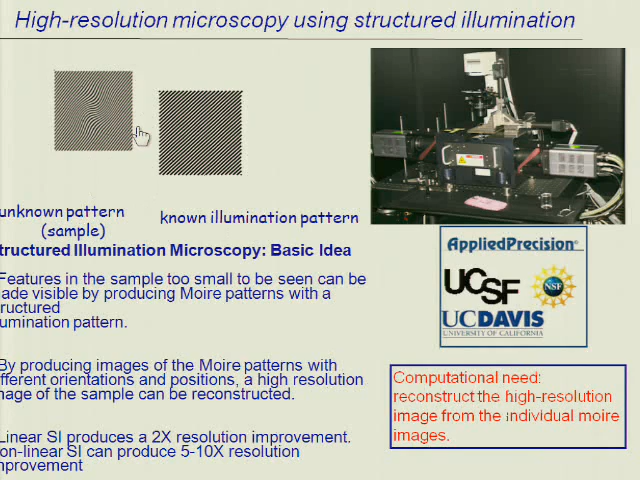 High-resolution microscopy using structured illumination
unknown pattern
(sample)
known illumination pattern
tructured Illumination Microscopy: Basic Idea
Features in the sample too small to be seen can be
ade visible by producing Moire patterns with a
ructured
umination pattern.
By producing images of the Moire patterns with
fferent orientations and positions, a high resolution
nage of the sample can be reconstructed.
Linear SI produces a 2X resolution improvement.
on-linear SI can produce 5-10X resolution
nprovement
AppliedPrecision
UCSF
NSF
UCDAVIS
UNIVERSITY OF CALIFORNIA
Computational need:
reconstruct the high-resolution
image from the individual moire
images.